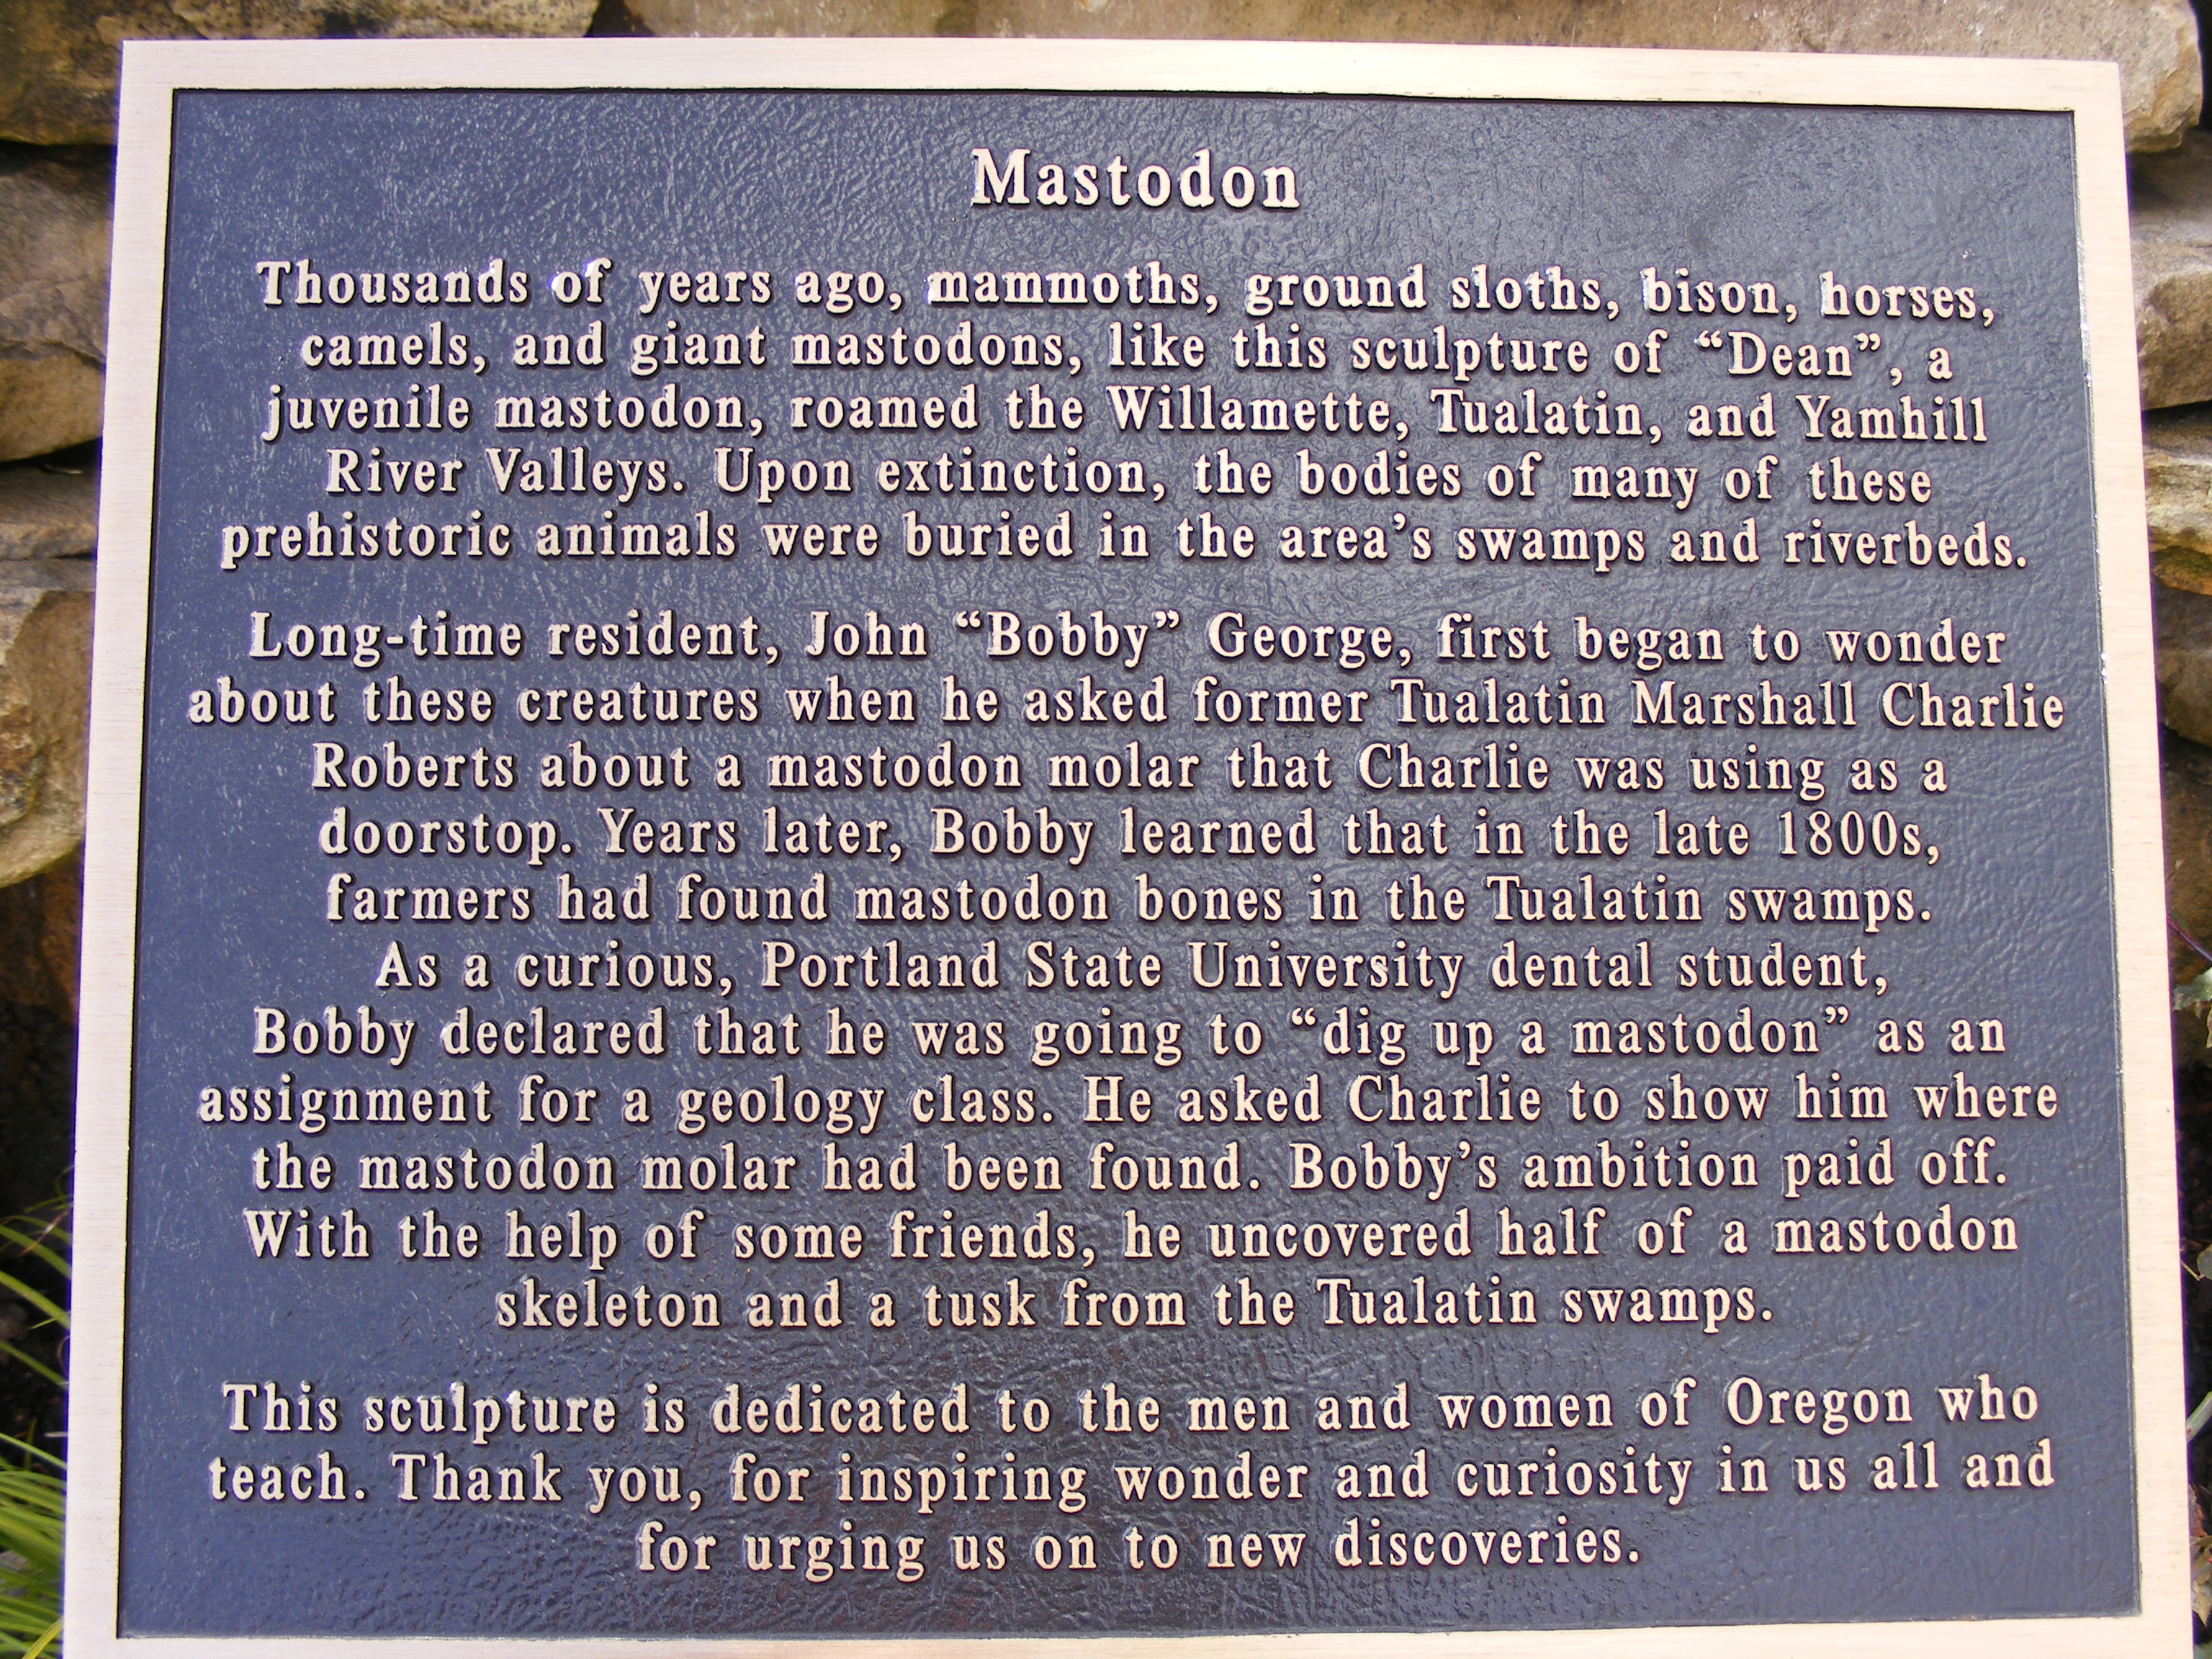 Mastodon
Thousands of years ago, mammoths, ground sloths, bison, horses,
camels, and giant mastodons, like this sculpture of “Dean”, a
juvenile mastodon, roamed the Willamette, Tualatin, and Yamhill
River Valleys. Upon extinction, the bodies of many of these
prehistoric animals were buried in the area’s swamps and riverbeds.
Long-time resident, John “Bobby” George, first began to wonder
about these creatures when he asked former Tualatin Marshall Charlie
Roberts about a mastodon molar that Charlie was using as a
doorstop. Years later, Bobby learned that in the late 1800s,
farmers had found mastodon bones in the Tualatin swamps.
As a curious, Portland State University dental student,
Bobby declared that he was going to “dig up a mastodon” as an
assignment for a geology class. He asked Charlie to show him where
the mastodon molar had been found. Bobby’s ambition paid off.
With the help of some friends, he uncovered half of a mastodon
skeleton and a tusk from the Tualatin swamps.
This sculpture is dedicated to the men and women of Oregon who
teach. Thank you, for inspiring wonder and curiosity in us all and
for urging us on to new discoveries.